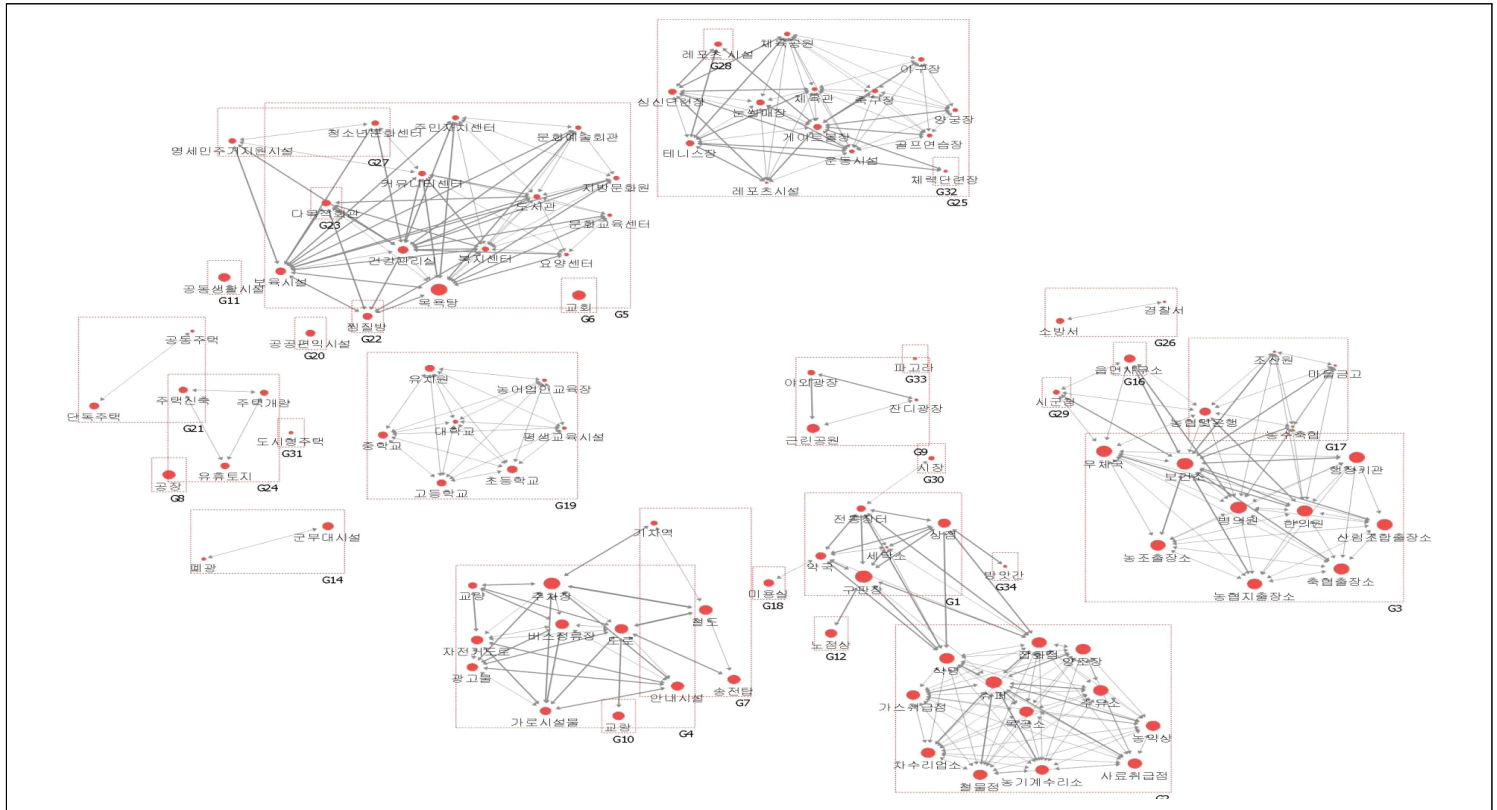 레포츠 시설
G28
체육공원
야구장
심신단련장
눈썰매장
체육관
축구장
양궁장
게이트볼장
골프연습장
테니스장
운동시설
체력단련장
레포츠시설
G32
G25
청소년문화센터
주민자치센터
문화예술회관
영세민주거지원시설
G27
커뮤니티센터
지방문화원
다목적회관
도서관
G23
문화교육센터
건강관리실
복지센터
요양센터
보육시설
공동생활시설
G11
목욕탕
교회
G6
G5
찜질방
G22
공공편익시설
G20
공동주택
단독주택
주택신축
주택개량
G21
도시형주택
G31
유휴토지
공장
G8
G24
유치원
농어업인교육장
대학교
중학교
평생교육시설
초등학교
고등학교
G19
군부대시설
폐광
G14
파고라
G33
야외광장
잔디광장
근린공원
G9
시장
G30
소방서
경찰서
G26
읍면사무소
G16
조산원
마을금고
시군청
G29
농협및은행
농수축협
G17
우체국
보건소
행정기관
병의원
한의원
산림조합출장소
농조출장소
축협출장소
농협지출장소
G3
전통장터
상점
세탁소
약국
구판장
방앗간
G34
G1
미용실
G18
노점상
G12
기차역
교량
주차장
철도
버스정류장
도로
자전거도로
광고물
안내시설
송전탑
G7
가로시설물
교량
G10
G4
식당
잡화점
양조장
가스취급점
슈퍼
주유소
목공소
농약상
차수리업소
철물점
농기계수리소
사료취급점
G2